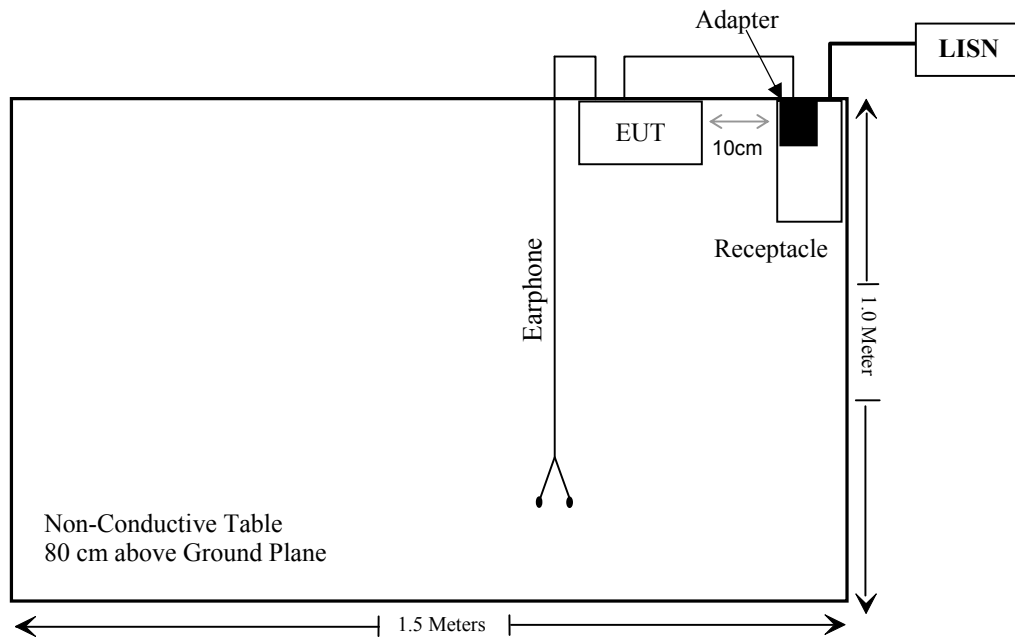 Adapter
LISN
EUT
10cm
Receptacle
Earphone
1.0 Meter
Non-Conductive Table
80 cm above Ground Plane
1.5 Meters